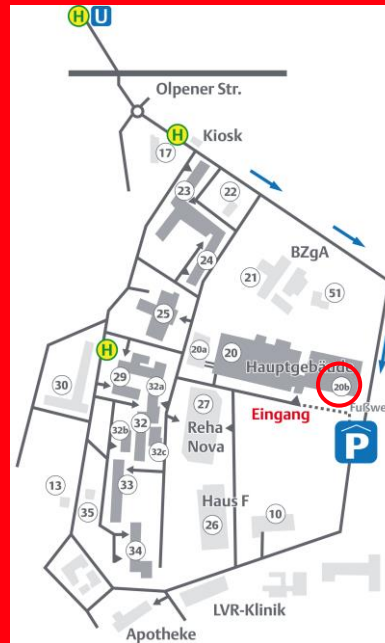 H U
Olpener Str.
H
Kiosk
17
23
22
24
BZgA
21
51
25
H
20a
20
Hauptgebäude
20b
30
29
32a
27
Eingang
Fußwe
P
32b
32
Reha
Nova
32c
13
33
35
Haus F
26
10
34
LVR-Klinik
Apotheke